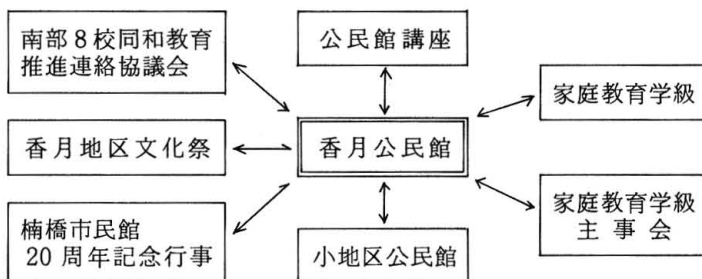 南部8校同和教育
推進連絡協議会
公民館講座
家庭教育学級
香月地区文化祭
香月公民館
楠橋市民館
20周年記念行事
小地区公民館
家庭教育学級
主事会